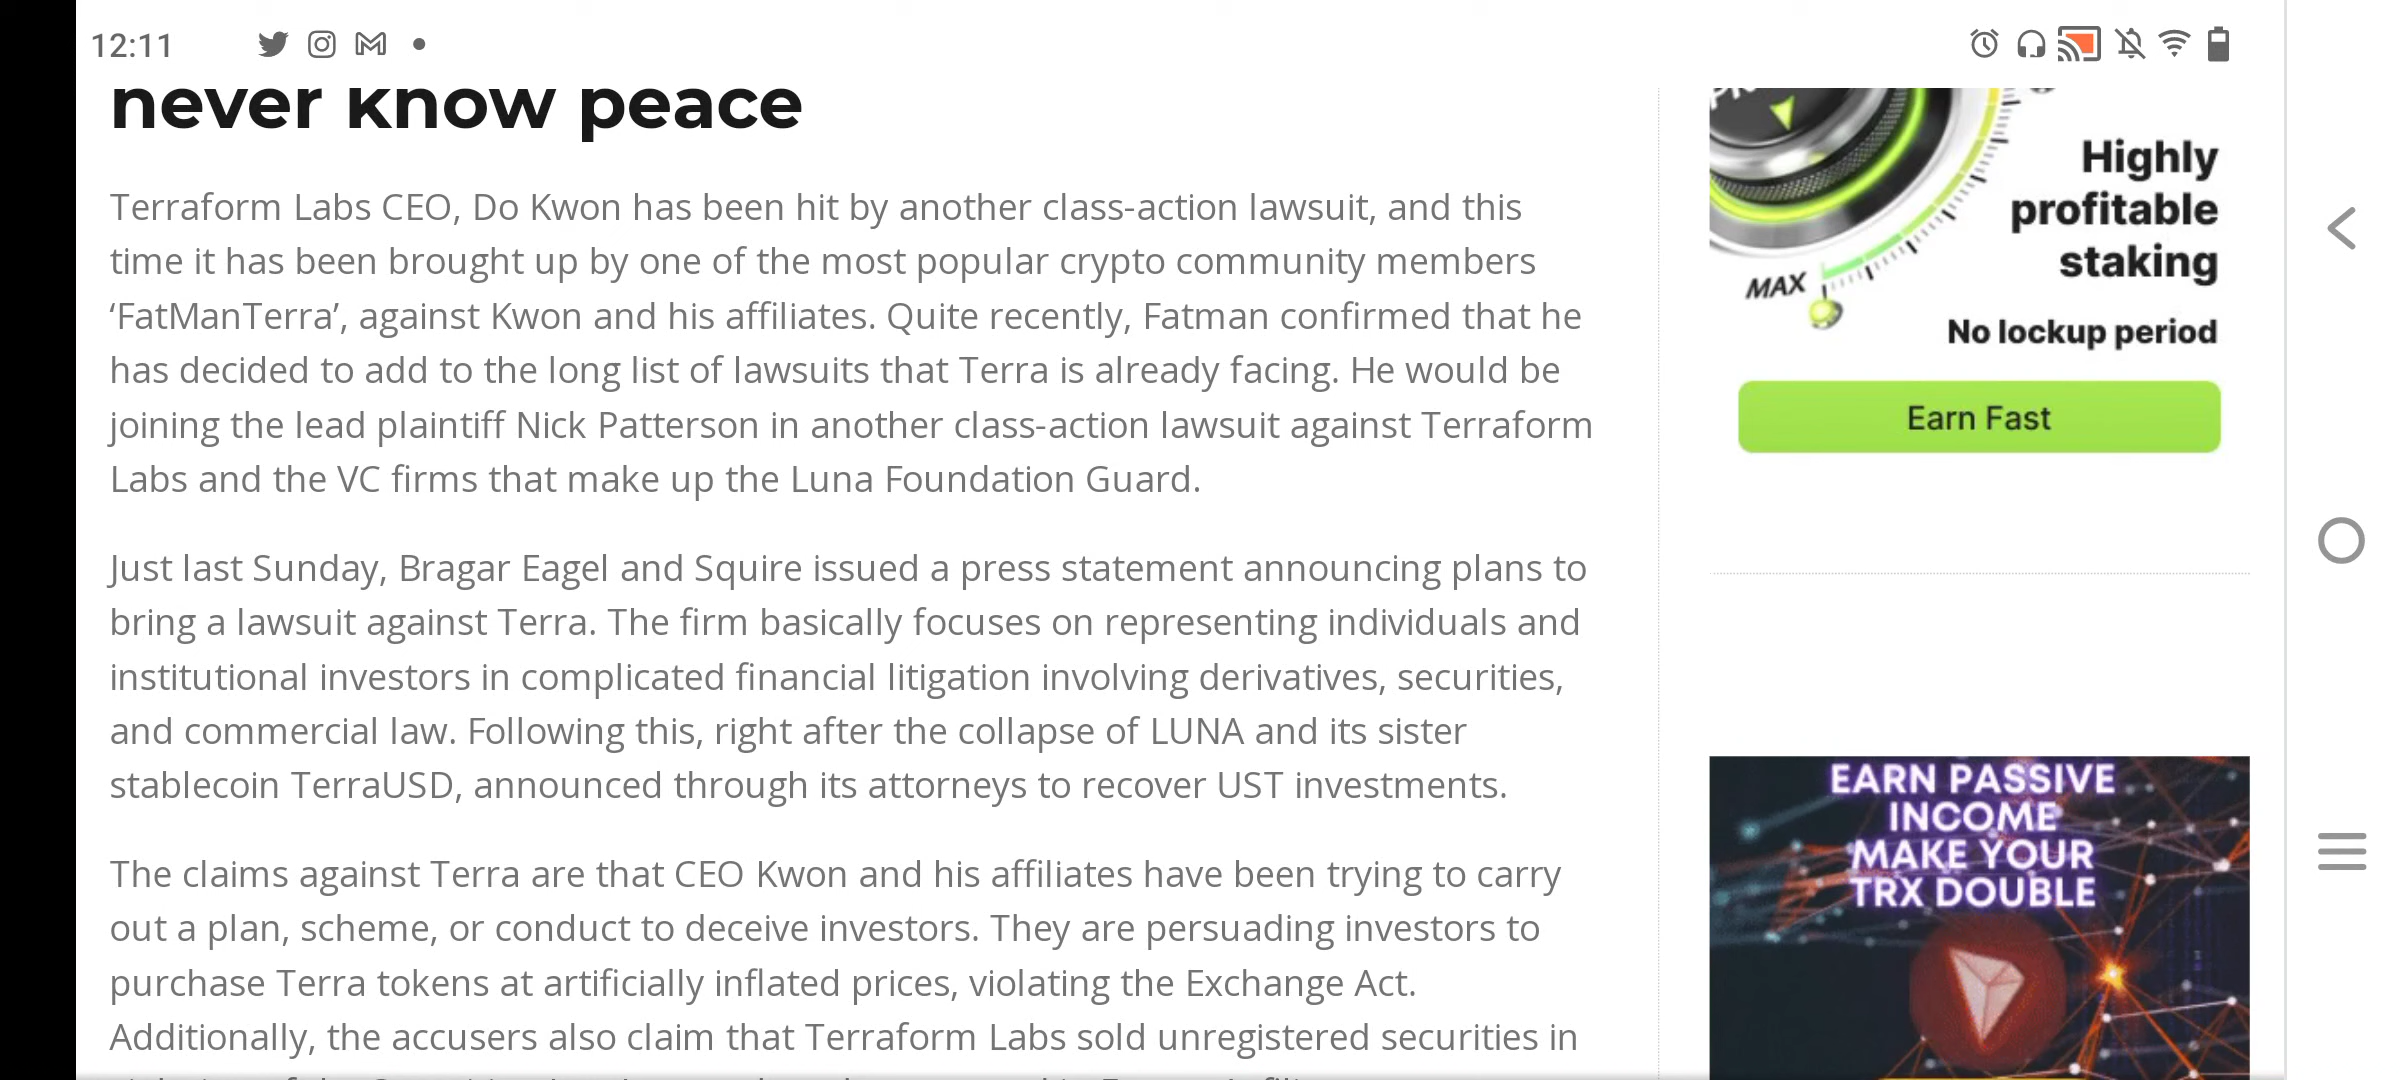 12:11
never know peace
Terraform Labs CEO, Do Kwon has been hit by another class-action lawsuit, and this
time it has been brought up by one of the most popular crypto community members
‘FatManTerra’, against Kwon and his affiliates. Quite recently, Fatman confirmed that he
has decided to add to the long list of lawsuits that Terra is already facing. He would be
joining the lead plaintiff Nick Patterson in another class-action lawsuit against Terraform
Labs and the VC firms that make up the Luna Foundation Guard.
Just last Sunday, Bragar Eagel and Squire issued a press statement announcing plans to
bring a lawsuit against Terra. The firm basically focuses on representing individuals and
institutional investors in complicated financial litigation involving derivatives, securities,
and commercial law. Following this, right after the collapse of LUNA and its sister
stablecoin TerraUSD, announced through its attorneys to recover UST investments.
The claims against Terra are that CEO Kwon and his affiliates have been trying to carry
out a plan, scheme, or conduct to deceive investors. They are persuading investors to
purchase Terra tokens at artificially inflated prices, violating the Exchange Act.
Additionally, the accusers also claim that Terraform Labs sold unregistered securities in
MAX
Highly
profitable
staking
No lockup period
Earn Fast
EARN PASSIVE
INCOME
MAKE YOUR
TRX DOUBLE